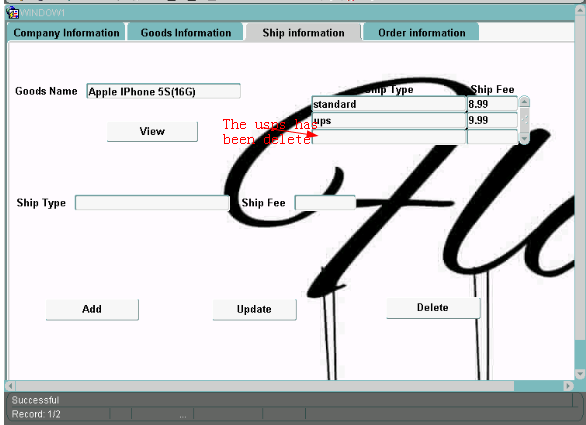 WINDOW1
Company Information Goods Information Ship information Order information
Goods Name Apple IPhone 5S(16G)
Ship Type Ship Fee
standard 8.99
ups 9.99
View
The usps has
been delete
Ship Type Ship Fee
Add Update Delete
Successful
Record: 1/2 ...